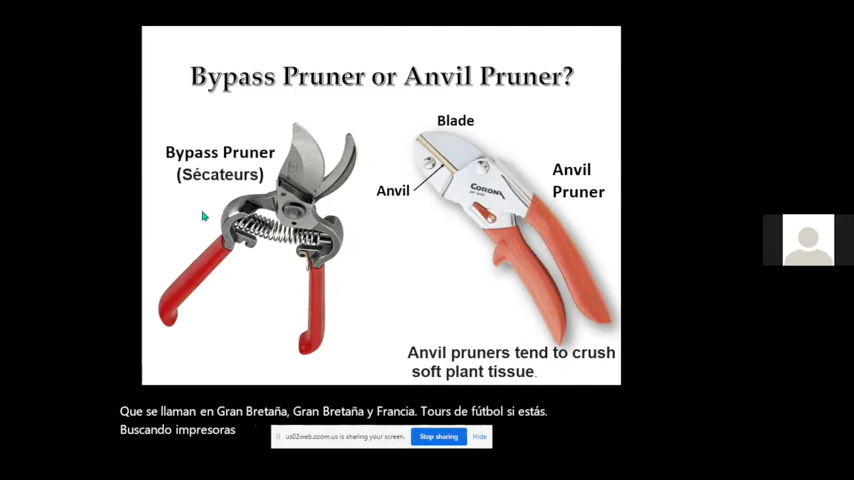 Bypass Pruner or Anvil Pruner?
Blade
Bypass Pruner
(Sécateurs)
Anvil
Anvil
Pruner
CORONA
Anvil pruners tend to crush
soft plant tissue.
Que se llaman en Gran Bretaña, Gran Bretaña y Francia. Tours de fútbol si estás.
Buscando impresoras
us02web.zoom.us is sharing your screen.
Stop sharing
Hide